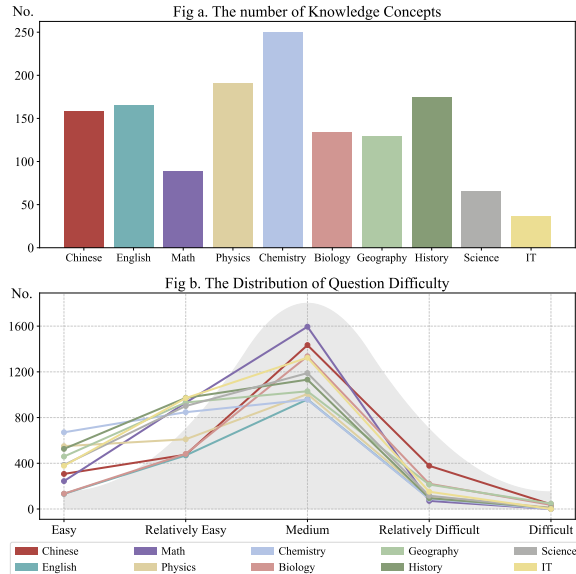 Fig a. The number of Knowledge Concepts
No.
250
200
150
100
50
0
Chinese English Math Physics Chemistry Biology Geography History Science IT
Fig b. The Distribution of Question Difficulty
No.
1600
1200
800
400
0
Easy Relatively Easy Medium Relatively Difficult Difficult
Chinese Math Chemistry Geography Science
English Physics Biology History IT